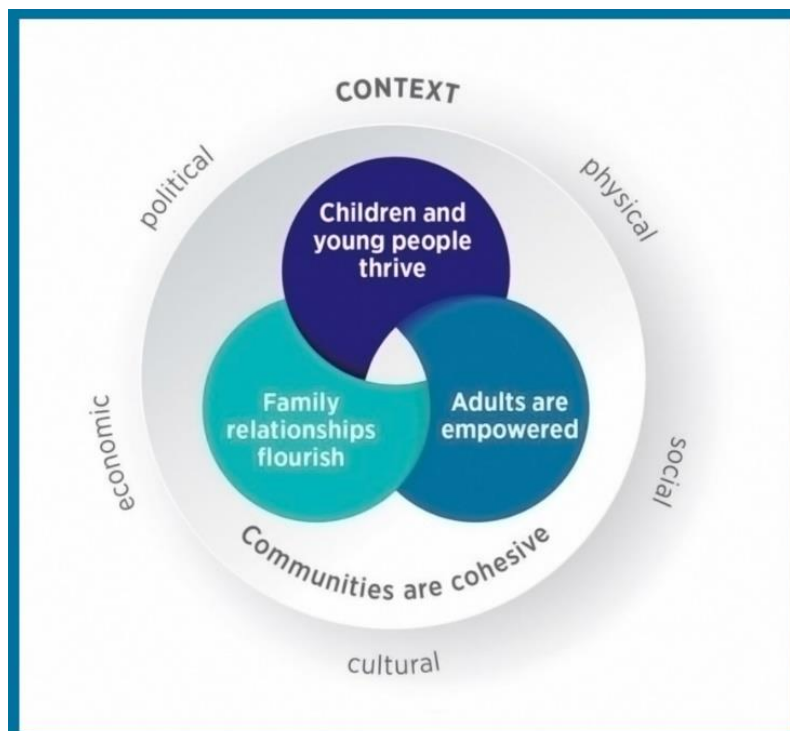 CONTEXT
political
physical
Children and
young people
thrive
Family
relationships
flourish
Adults are
empowered
economic
social
Communities are cohesive
cultural